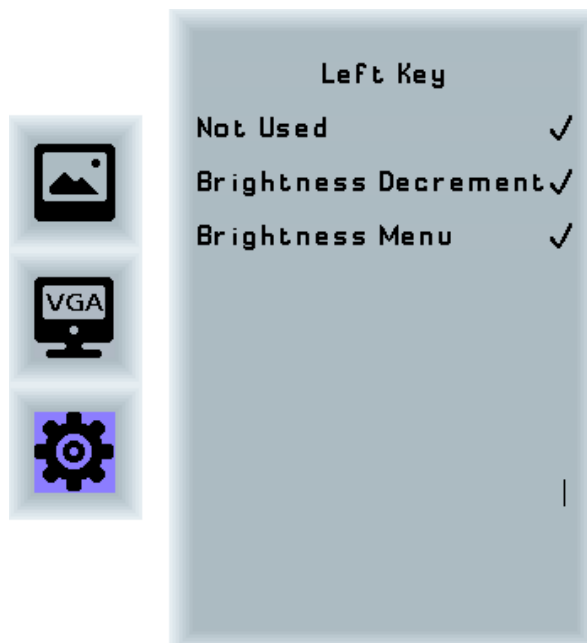 Left Key
Not Used ✓
Brightness Decrement ✓
Brightness Menu ✓
VGA